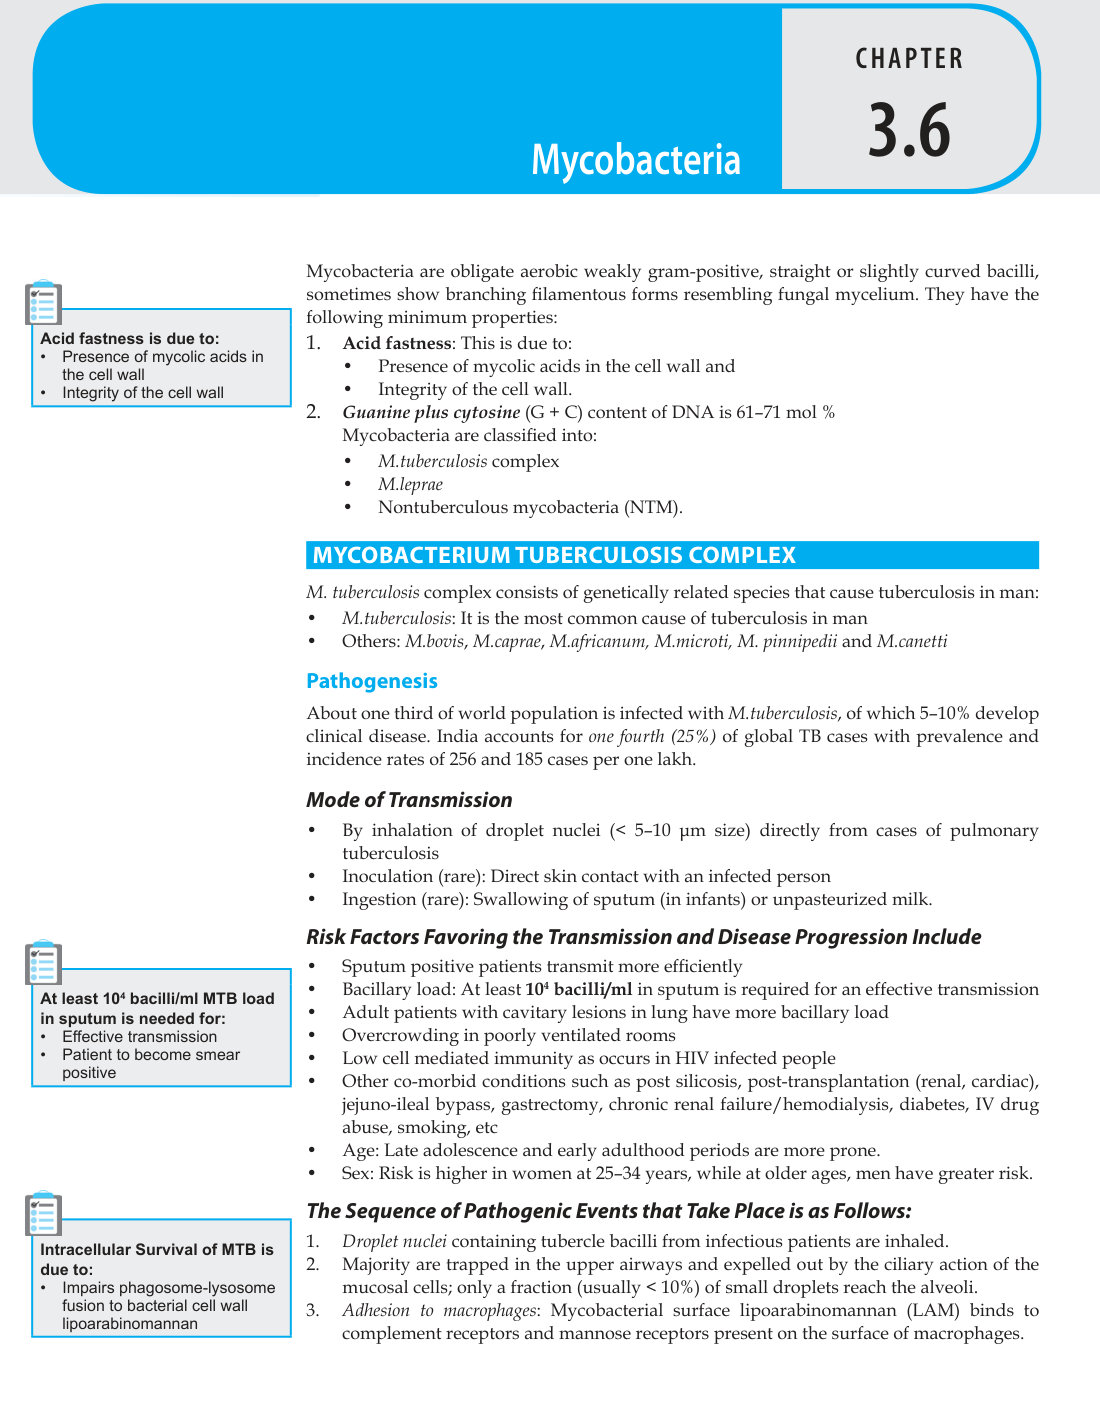 CHAPTER
3.6
Mycobacteria
Mycobacteria are obligate aerobic weakly gram-positive, straight or slightly curved bacilli,
sometimes show branching filamentous forms resembling fungal mycelium. They have the
following minimum properties:
1. Acid fastness: This is due to:
• Presence of mycolic acids in the cell wall and
• Integrity of the cell wall.
2. Guanine plus cytosine (G + C) content of DNA is 61–71 mol %
Mycobacteria are classified into:
• M.tuberculosis complex
• M.leprae
• Nontuberculous mycobacteria (NTM).
Acid fastness is due to:
• Presence of mycolic acids in
the cell wall
• Integrity of the cell wall
MYCOBACTERIUM TUBERCULOSIS COMPLEX
M. tuberculosis complex consists of genetically related species that cause tuberculosis in man:
• M.tuberculosis: It is the most common cause of tuberculosis in man
• Others: M.bovis, M.caprae, M.africanum, M.microti, M. pinnipedii and M.canetti
Pathogenesis
About one third of world population is infected with M.tuberculosis, of which 5–10% develop
clinical disease. India accounts for one fourth (25%) of global TB cases with prevalence and
incidence rates of 256 and 185 cases per one lakh.
Mode of Transmission
• By inhalation of droplet nuclei (< 5–10 µm size) directly from cases of pulmonary
tuberculosis
• Inoculation (rare): Direct skin contact with an infected person
• Ingestion (rare): Swallowing of sputum (in infants) or unpasteurized milk.
Risk Factors Favoring the Transmission and Disease Progression Include
• Sputum positive patients transmit more efficiently
• Bacillary load: At least 10⁴ bacilli/ml in sputum is required for an effective transmission
• Adult patients with cavitary lesions in lung have more bacillary load
• Overcrowding in poorly ventilated rooms
• Low cell mediated immunity as occurs in HIV infected people
• Other co-morbid conditions such as post silicosis, post-transplantation (renal, cardiac),
jejuno-ileal bypass, gastrectomy, chronic renal failure/hemodialysis, diabetes, IV drug
abuse, smoking, etc
• Age: Late adolescence and early adulthood periods are more prone.
• Sex: Risk is higher in women at 25–34 years, while at older ages, men have greater risk.
At least 10⁴ bacilli/ml MTB load
in sputum is needed for:
• Effective transmission
• Patient to become smear
positive
The Sequence of Pathogenic Events that Take Place is as Follows:
1. Droplet nuclei containing tubercle bacilli from infectious patients are inhaled.
2. Majority are trapped in the upper airways and expelled out by the ciliary action of the
mucosal cells; only a fraction (usually < 10%) of small droplets reach the alveoli.
3. Adhesion to macrophages: Mycobacterial surface lipoarabinomannan (LAM) binds to
complement receptors and mannose receptors present on the surface of macrophages.
Intracellular Survival of MTB is
due to:
• Impairs phagosome-lysosome
fusion to bacterial cell wall
lipoarabinomannan